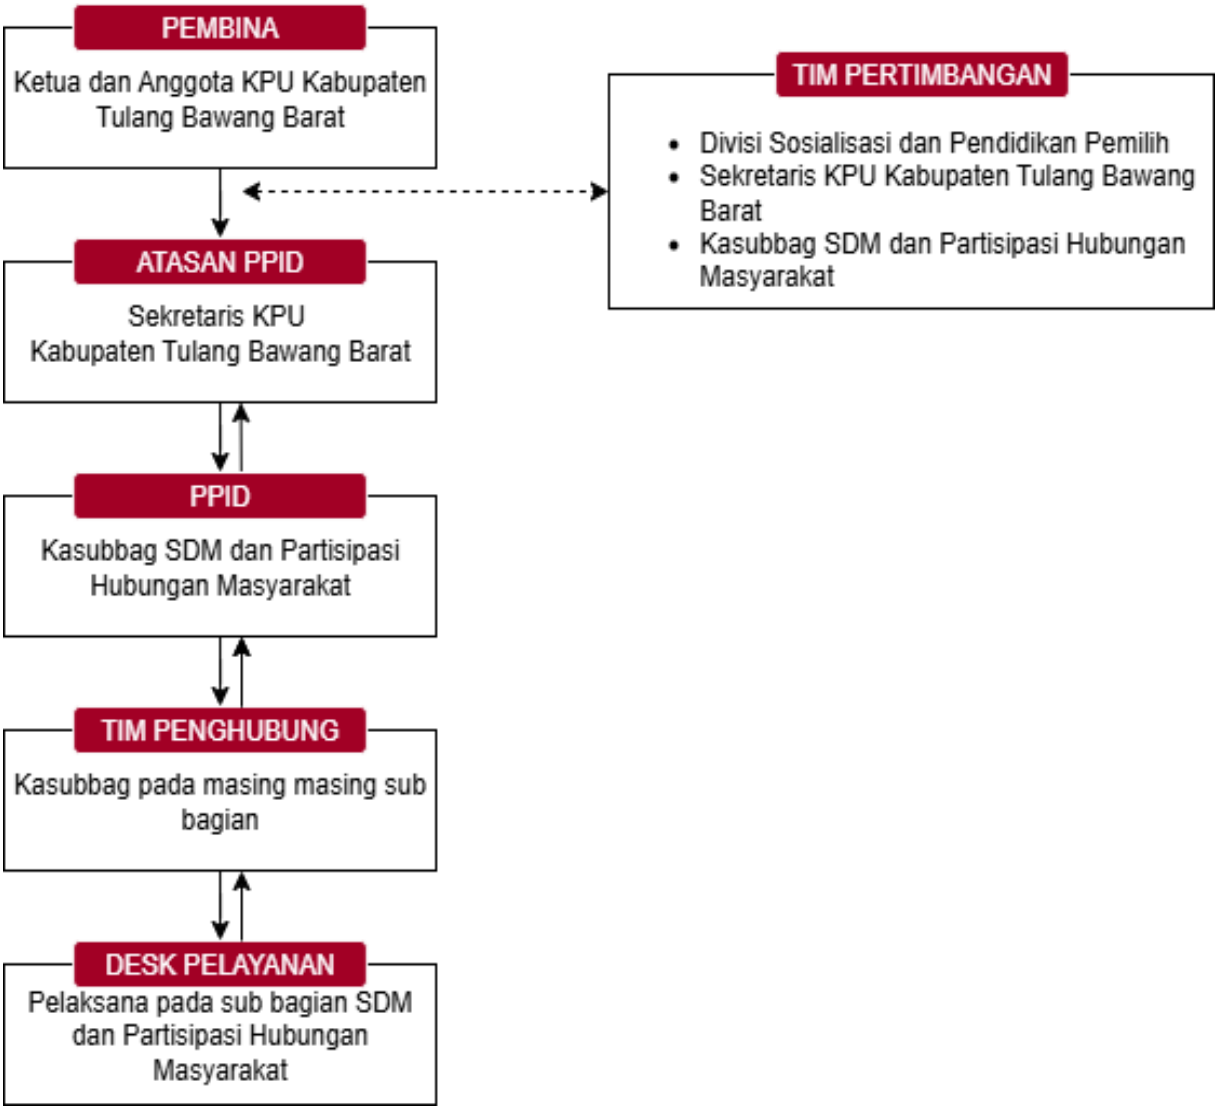 PEMBINA
Ketua dan Anggota KPU Kabupaten
Tulang Bawang Barat
TIM PERTIMBANGAN
• Divisi Sosialisasi dan Pendidikan Pemilih
• Sekretaris KPU Kabupaten Tulang Bawang
Barat
• Kasubbag SDM dan Partisipasi Hubungan
Masyarakat
ATASAN PPID
Sekretaris KPU
Kabupaten Tulang Bawang Barat
PPID
Kasubbag SDM dan Partisipasi
Hubungan Masyarakat
TIM PENGHUBUNG
Kasubbag pada masing masing sub
bagian
DESK PELAYANAN
Pelaksana pada sub bagian SDM
dan Partisipasi Hubungan
Masyarakat